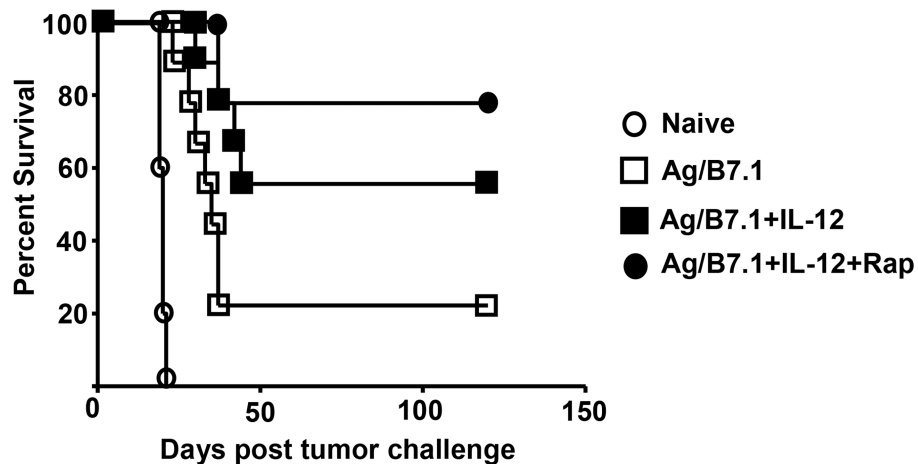 Percent Survival
100
80
60
40
20
0
50
100
150
Days post tumor challenge
Naive
Ag/B7.1
Ag/B7.1+IL-12
Ag/B7.1+IL-12+Rap